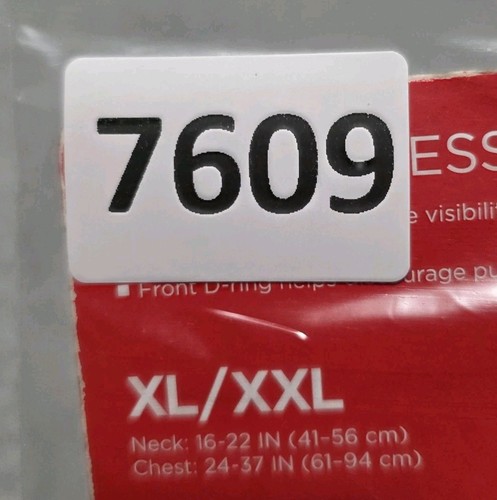 7609
ESS
e visibili
Front D-ring helps urage pu
XL/XXL
Neck: 16-22 IN (41-56 cm)
Chest: 24-37 IN (61-94 cm)